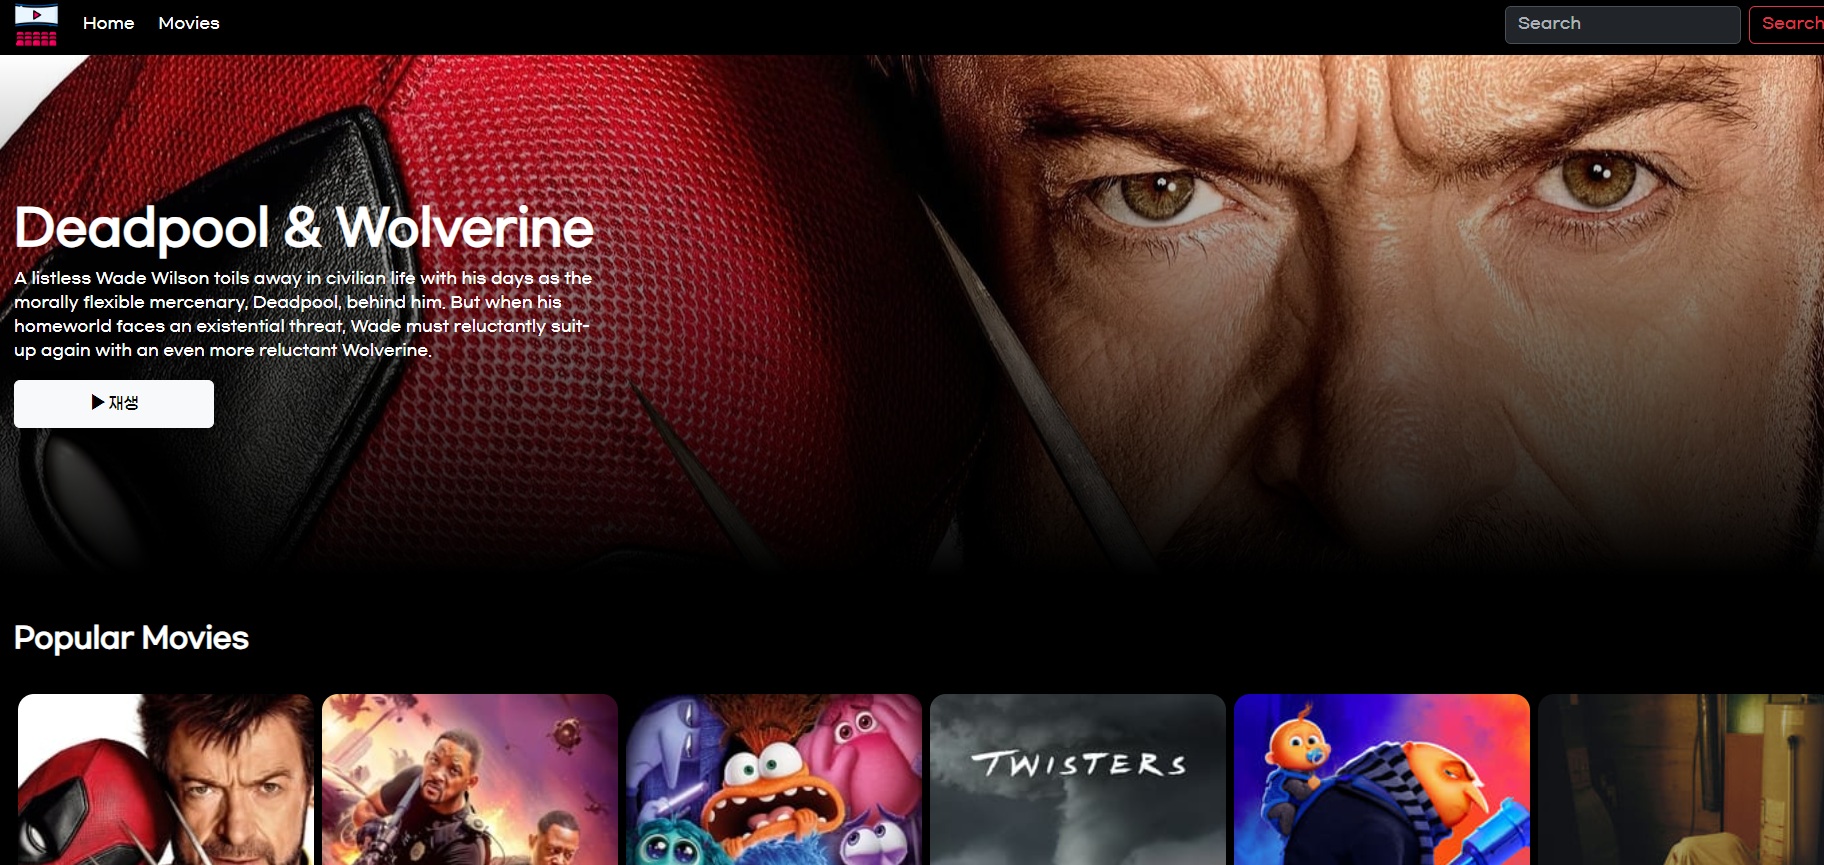 Home Movies Search Search
Deadpool & Wolverine
A listless Wade Wilson toils away in civilian life with his days as the
morally flexible mercenary, Deadpool, behind him. But when his
homeworld faces an existential threat, Wade must reluctantly suit-
up again with an even more reluctant Wolverine.
▶ 재생
Popular Movies
TWISTERS